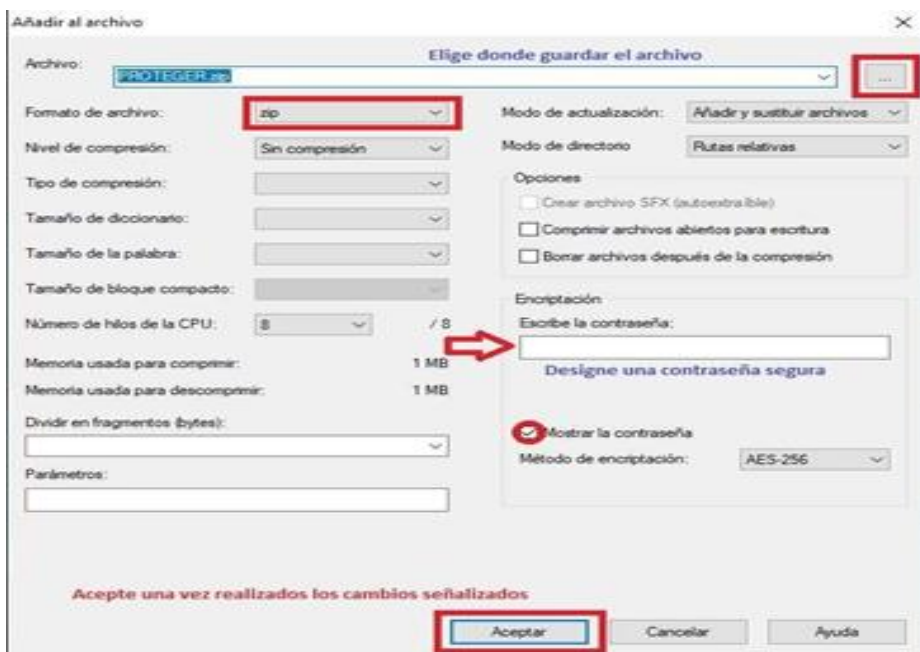 Añadir al archivo
Elige donde guardar el archivo
Archivo:
PROTEGER.zip
...
Formato de archivo:
zip
Modo de actualización:
Añadir y sustituir archivos
Nivel de compresión:
Sin compresión
Modo de directorio
Rutas relativas
Tipo de compresión:
Opciones
Crear archivo SFX (autoextraíble)
Tamaño de diccionario:
Comprimir archivos abiertos para escritura
Tamaño de la palabra:
Borrar archivos después de la compresión
Tamaño de bloque compacto:
Encriptación
Número de hilos de la CPU:
8
/ 8
Escribe la contraseña:
Memoria usada para comprimir:
1 MB
Designe una contraseña segura
Memoria usada para descomprimir:
1 MB
Dividir en fragmentos (bytes):
Mostrar la contraseña
Método de encriptación:
AES-256
Parámetros:
Acepte una vez realizados los cambios señalizados
Aceptar
Cancelar
Ayuda